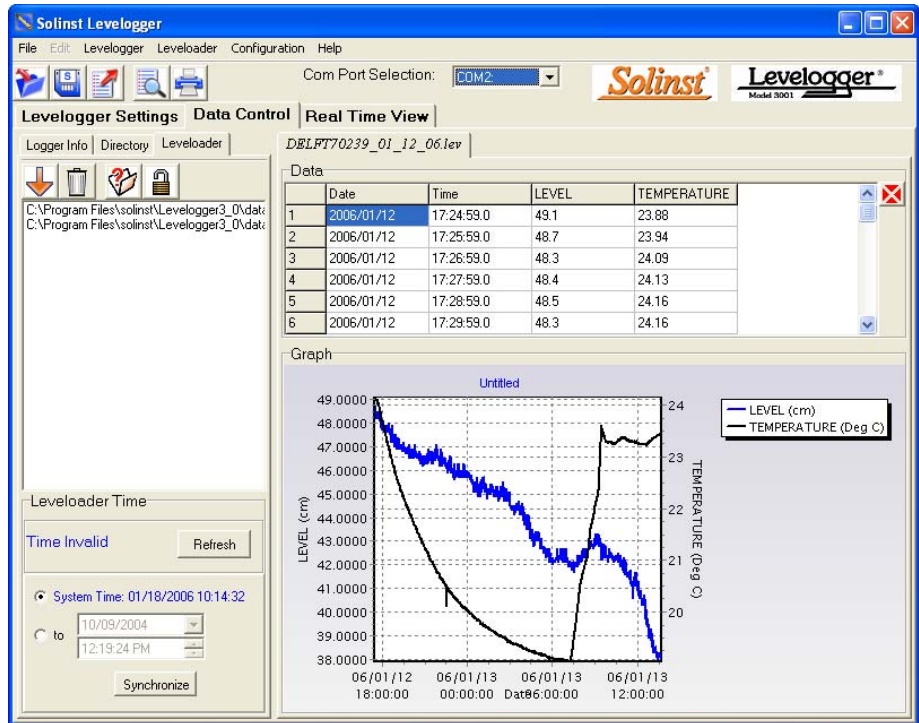 Solinst Levelogger
File Edit Levelogger Leveloader Configuration Help
Com Port Selection: COM2:
Solinst
Levelogger
Model 3001
Levelogger Settings Data Control Real Time View
Logger Info Directory Leveloader
C:\Program Files\solinst\Levelogger3_0\data
C:\Program Files\solinst\Levelogger3_0\data
Leveloader Time
Time Invalid Refresh
System Time: 01/18/2006 10:14:32
to 10/09/2004
12:19:24 PM
Synchronize
DELFT70239_01_12_06.lev
Data
Date Time LEVEL TEMPERATURE
1 2006/01/12 17:24:59.0 49.1 23.88
2 2006/01/12 17:25:59.0 48.7 23.94
3 2006/01/12 17:26:59.0 48.3 24.09
4 2006/01/12 17:27:59.0 48.4 24.13
5 2006/01/12 17:28:59.0 48.5 24.16
6 2006/01/12 17:29:59.0 48.3 24.16
Graph
Untitled
LEVEL (cm)
49.0000
48.0000
47.0000
46.0000
45.0000
44.0000
43.0000
42.0000
41.0000
40.0000
39.0000
38.0000
24
23
22
21
20
TEMPERATURE (Deg C)
LEVEL (cm)
TEMPERATURE (Deg C)
06/01/12 06/01/13 06/01/13 06/01/13
18:00:00 00:00:00 06:00:00 12:00:00